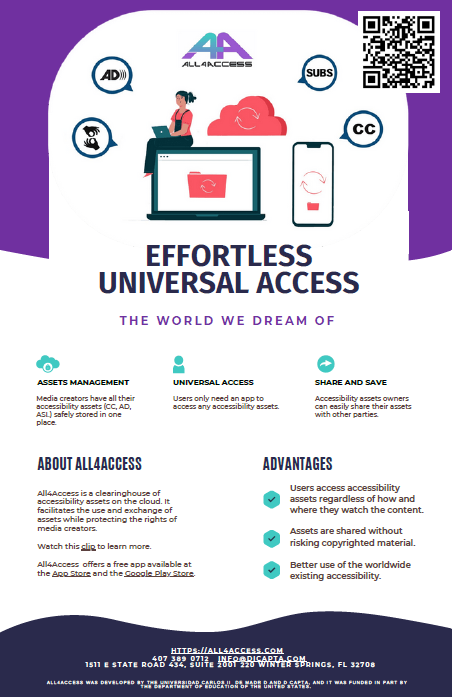 ALL4ACCESS
AD
SUBS
CC
EFFORTLESS
UNIVERSAL ACCESS
THE WORLD WE DREAM OF
ASSETS MANAGEMENT
Media creators have all their
accessibility assets (CC, AD,
ASL) safely stored in one
place.
UNIVERSAL ACCESS
Users only need an app to
access any accessibility assets.
SHARE AND SAVE
Accessibility assets owners
can easily share their assets
with other parties.
ABOUT ALL4ACCESS
All4Access is a clearinghouse of
accessibility assets on the cloud. It
facilitates the use and exchange of
assets while protecting the rights of
media creators.
Watch this clip to learn more.
All4Access offers a free app available at
the App Store and the Google Play Store.
ADVANTAGES
Users access accessibility
assets regardless of how and
where they watch the content.
Assets are shared without
risking copyrighted material.
Better use of the worldwide
existing accessibility.
HTTPS://ALL4ACCESS.COM
407 389 0712 INFO@DICAPTA.COM
1511 E STATE ROAD 434, SUITE 2001 220 WINTER SPRINGS, FL 32708
ALL4ACCESS WAS DEVELOPED BY THE UNIVERSIDAD CARLOS II DE MADR D AND D CAPTA, AND IT WAS FUNDED IN PART BY
THE DEPARTMENT OF EDUCATION OF THE UNITED STATES.